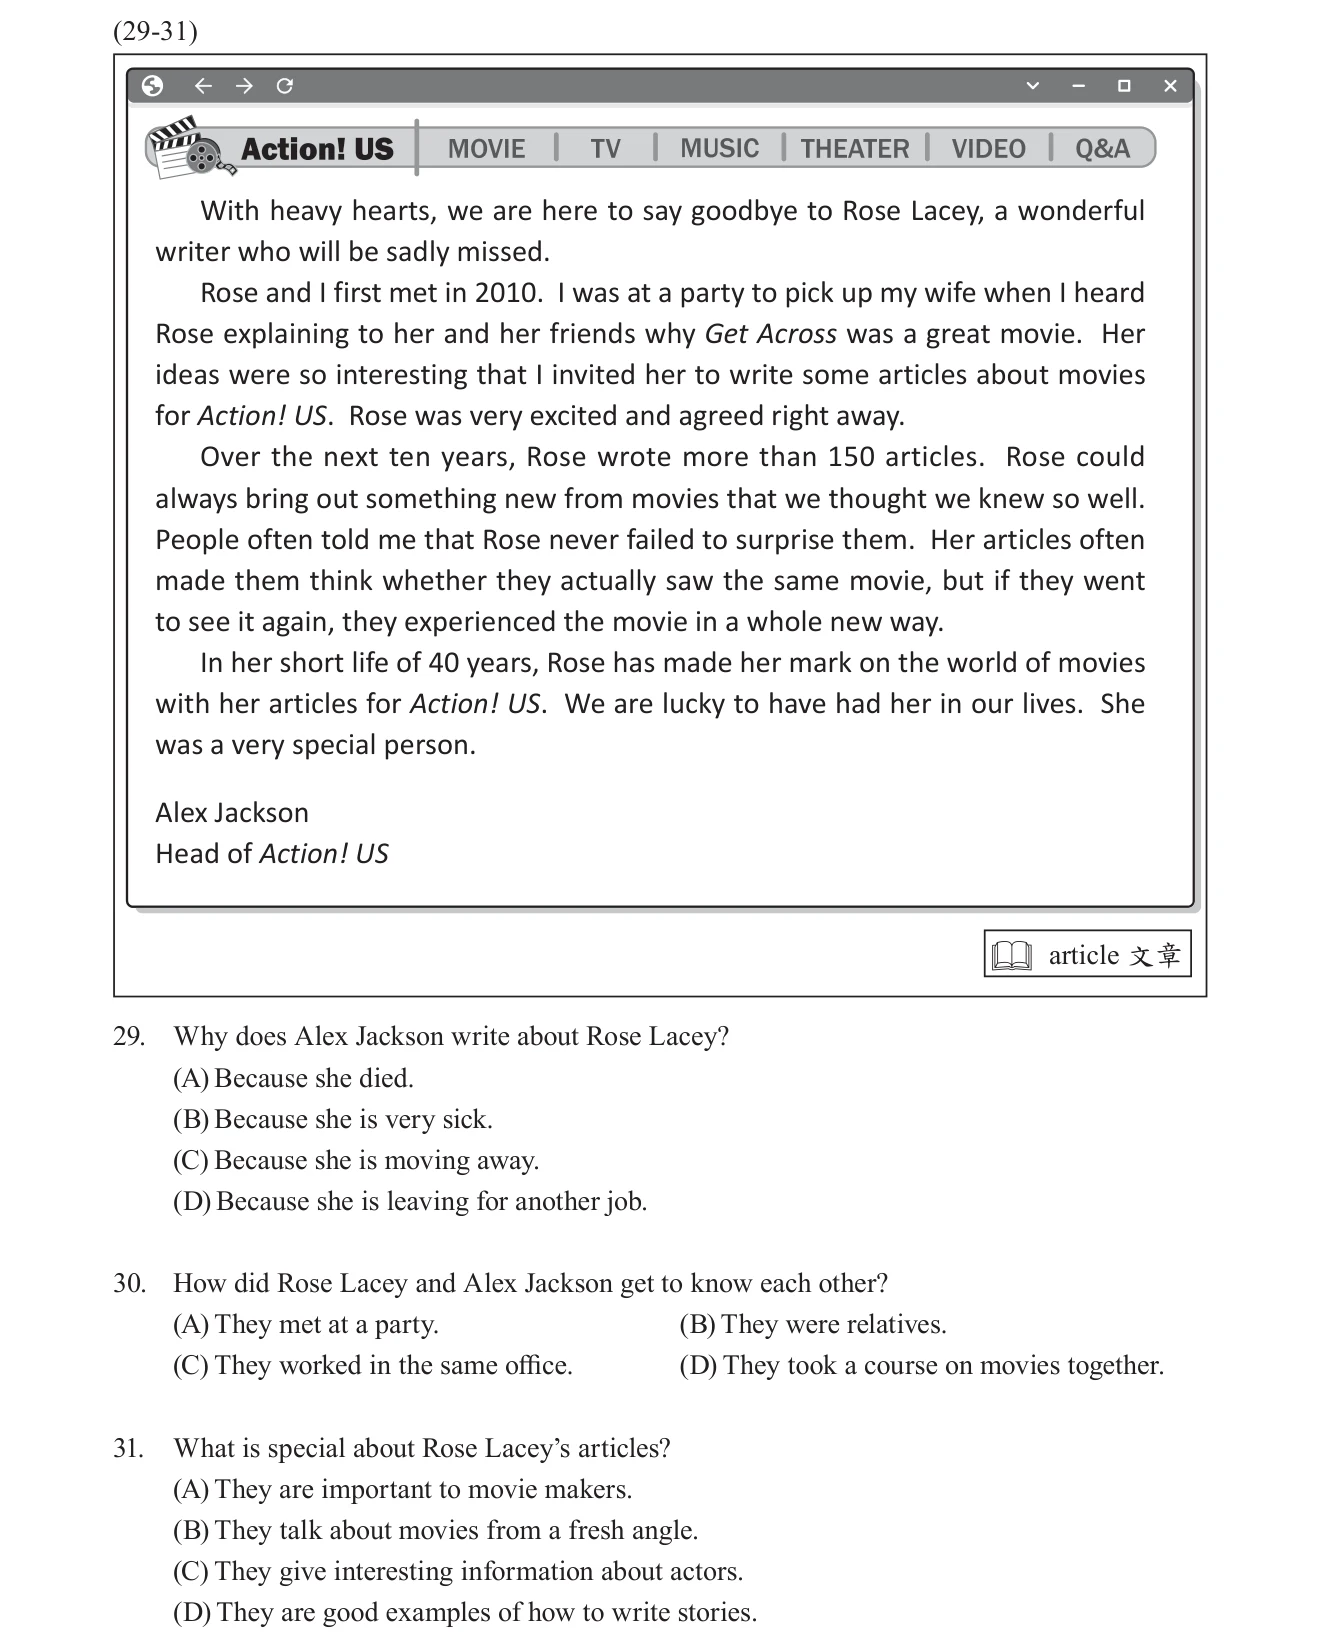 (29-31)
Action! US MOVIE TV MUSIC THEATER VIDEO Q&A
With heavy hearts, we are here to say goodbye to Rose Lacey, a wonderful
writer who will be sadly missed.
Rose and I first met in 2010. I was at a party to pick up my wife when I heard
Rose explaining to her and her friends why Get Across was a great movie. Her
ideas were so interesting that I invited her to write some articles about movies
for Action! US. Rose was very excited and agreed right away.
Over the next ten years, Rose wrote more than 150 articles. Rose could
always bring out something new from movies that we thought we knew so well.
People often told me that Rose never failed to surprise them. Her articles often
made them think whether they actually saw the same movie, but if they went
to see it again, they experienced the movie in a whole new way.
In her short life of 40 years, Rose has made her mark on the world of movies
with her articles for Action! US. We are lucky to have had her in our lives. She
was a very special person.
Alex Jackson
Head of Action! US
article 文章
29. Why does Alex Jackson write about Rose Lacey?
(A) Because she died.
(B) Because she is very sick.
(C) Because she is moving away.
(D) Because she is leaving for another job.
30. How did Rose Lacey and Alex Jackson get to know each other?
(A) They met at a party. (B) They were relatives.
(C) They worked in the same office. (D) They took a course on movies together.
31. What is special about Rose Lacey’s articles?
(A) They are important to movie makers.
(B) They talk about movies from a fresh angle.
(C) They give interesting information about actors.
(D) They are good examples of how to write stories.